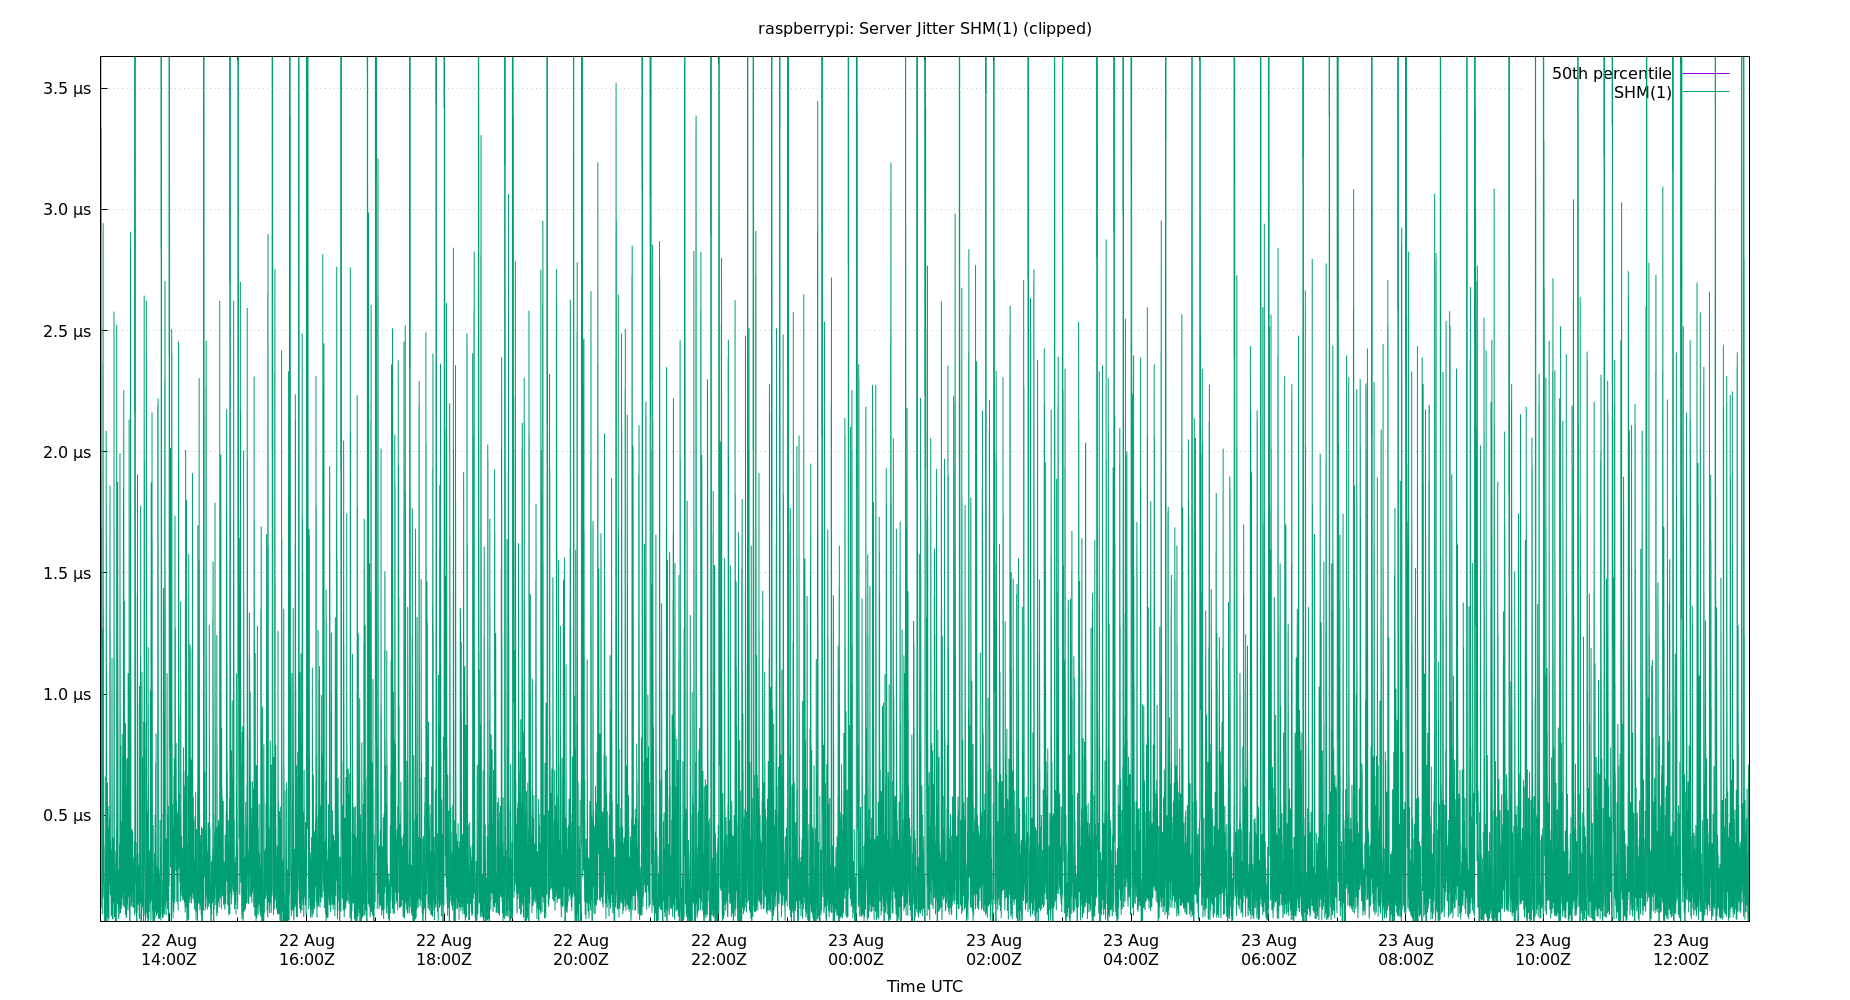 raspberrypi: Server Jitter SHM(1) (clipped)
50th percentile
SHM(1)
3.5 µs
3.0 µs
2.5 µs
2.0 µs
1.5 µs
1.0 µs
0.5 µs
22 Aug 22 Aug 22 Aug 22 Aug 22 Aug 23 Aug 23 Aug 23 Aug 23 Aug 23 Aug 23 Aug 23 Aug
14:00Z 16:00Z 18:00Z 20:00Z 22:00Z 00:00Z 02:00Z 04:00Z 06:00Z 08:00Z 10:00Z 12:00Z
Time UTC